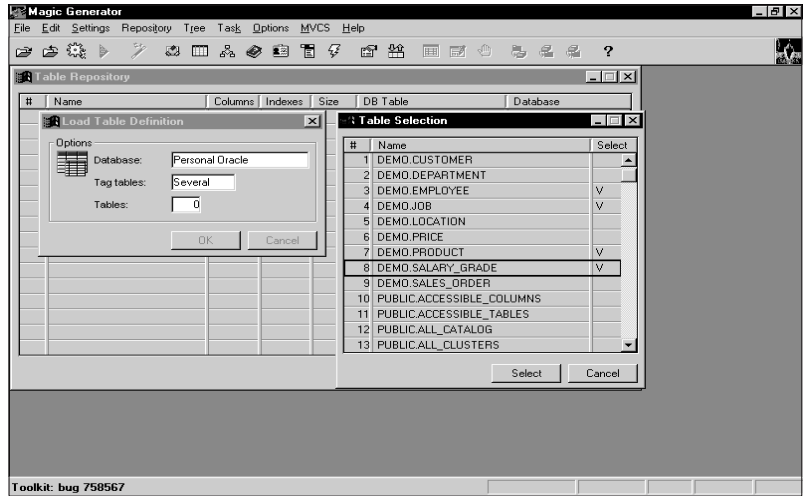 Magic Generator
File Edit Settings Repository Tree Task Options MVCS Help
?
Table Repository
# Name Columns Indexes Size DB Table Database
Load Table Definition
Options
Database: Personal Oracle
Tag tables: Several
Tables: 0
OK Cancel
Table Selection
# Name Select
1 DEMO.CUSTOMER
2 DEMO.DEPARTMENT
3 DEMO.EMPLOYEE V
4 DEMO.JOB V
5 DEMO.LOCATION
6 DEMO.PRICE
7 DEMO.PRODUCT V
8 DEMO.SALARY_GRADE V
9 DEMO.SALES_ORDER
10 PUBLIC.ACCESSIBLE_COLUMNS
11 PUBLIC.ACCESSIBLE_TABLES
12 PUBLIC.ALL_CATALOG
13 PUBLIC.ALL_CLUSTERS
Select Cancel
Toolkit: bug 758567